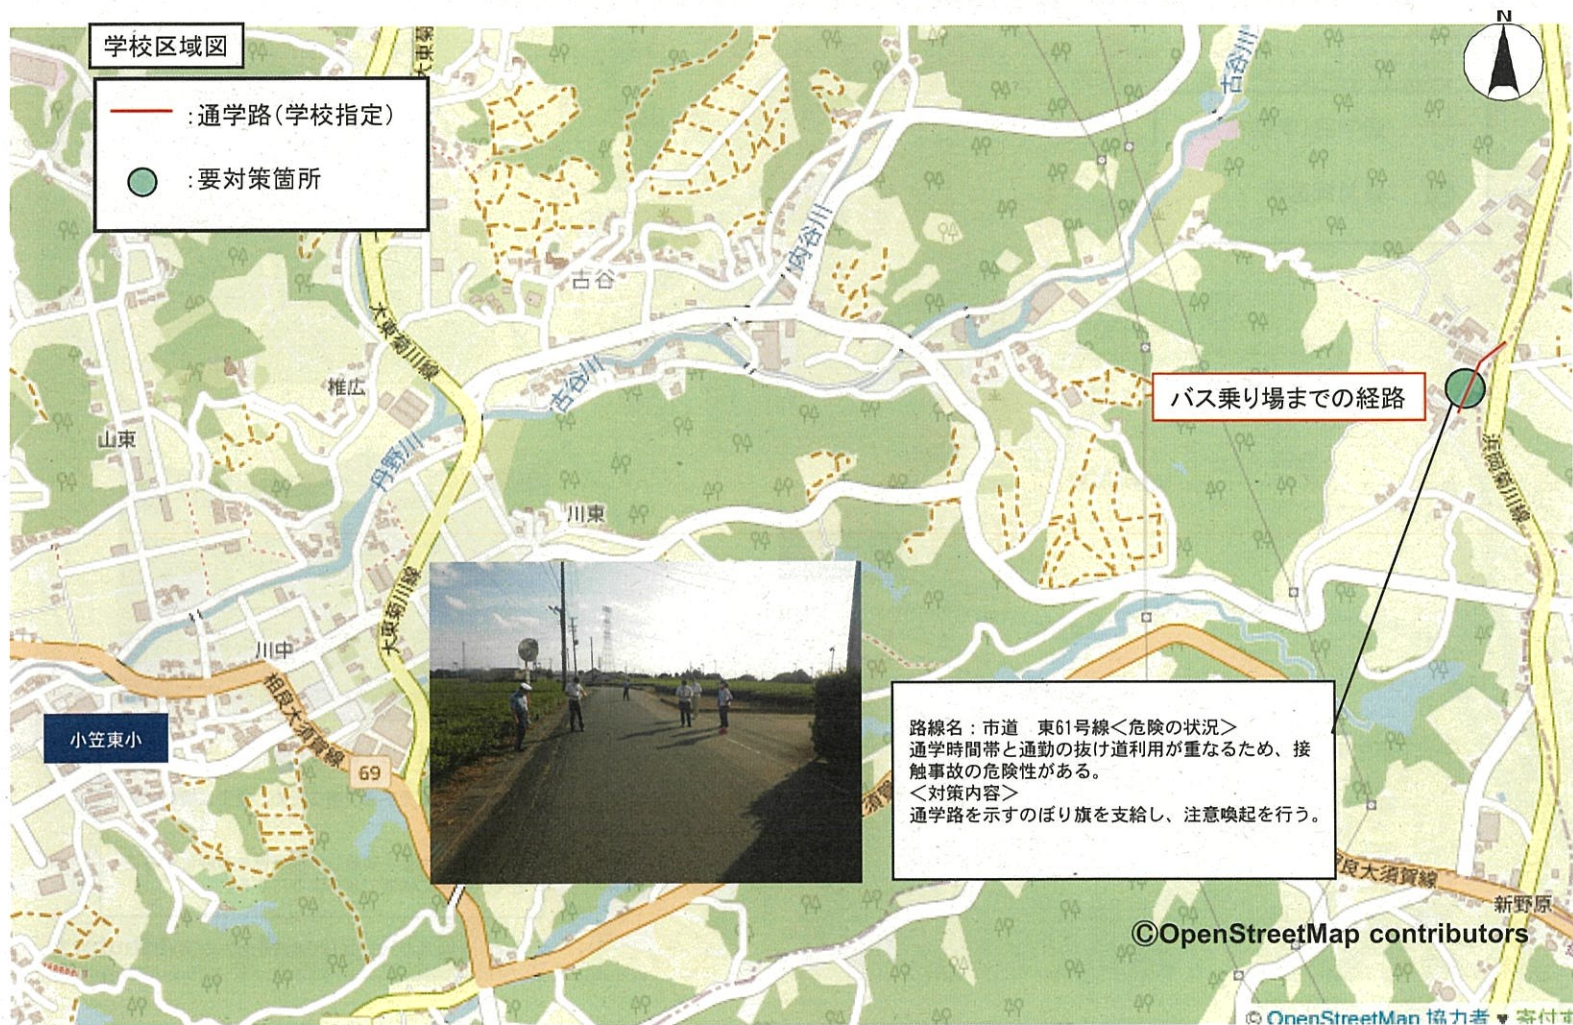 学校区域図
N
：通学路（学校指定）
：要対策箇所
大東菊
古谷川
内谷川
古谷
大東菊川線
椎広
古谷川
バス乗り場までの経路
山東
丹野川
浜岡菊川線
川東
大東菊川線
川中
相良大須賀線
小笠東小
69
路線名：市道　東61号線＜危険の状況＞
通学時間帯と通勤の抜け道利用が重なるため、接
触事故の危険性がある。
＜対策内容＞
通学路を示すのぼり旗を支給し、注意喚起を行う。
須賀
良大須賀線
新野原
©OpenStreetMap contributors
© OpenStreetMap 協力者 ♥ 寄付す